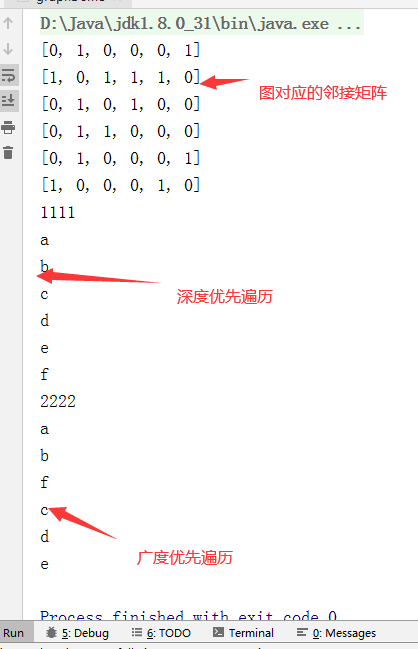 D:\Java\jdk1.8.0_31\bin\java.exe ...
[0, 1, 0, 0, 0, 1]
[1, 0, 1, 1, 1, 0]
图对应的邻接矩阵
[0, 1, 0, 1, 0, 0]
[0, 1, 1, 0, 0, 0]
[0, 1, 0, 0, 0, 1]
[1, 0, 0, 0, 1, 0]
1111
a
b
c
深度优先遍历
d
e
f
2222
a
b
f
c
d
e
广度优先遍历
Process finished with exit code 0
Run 5: Debug 6: TODO Terminal 0: Messages